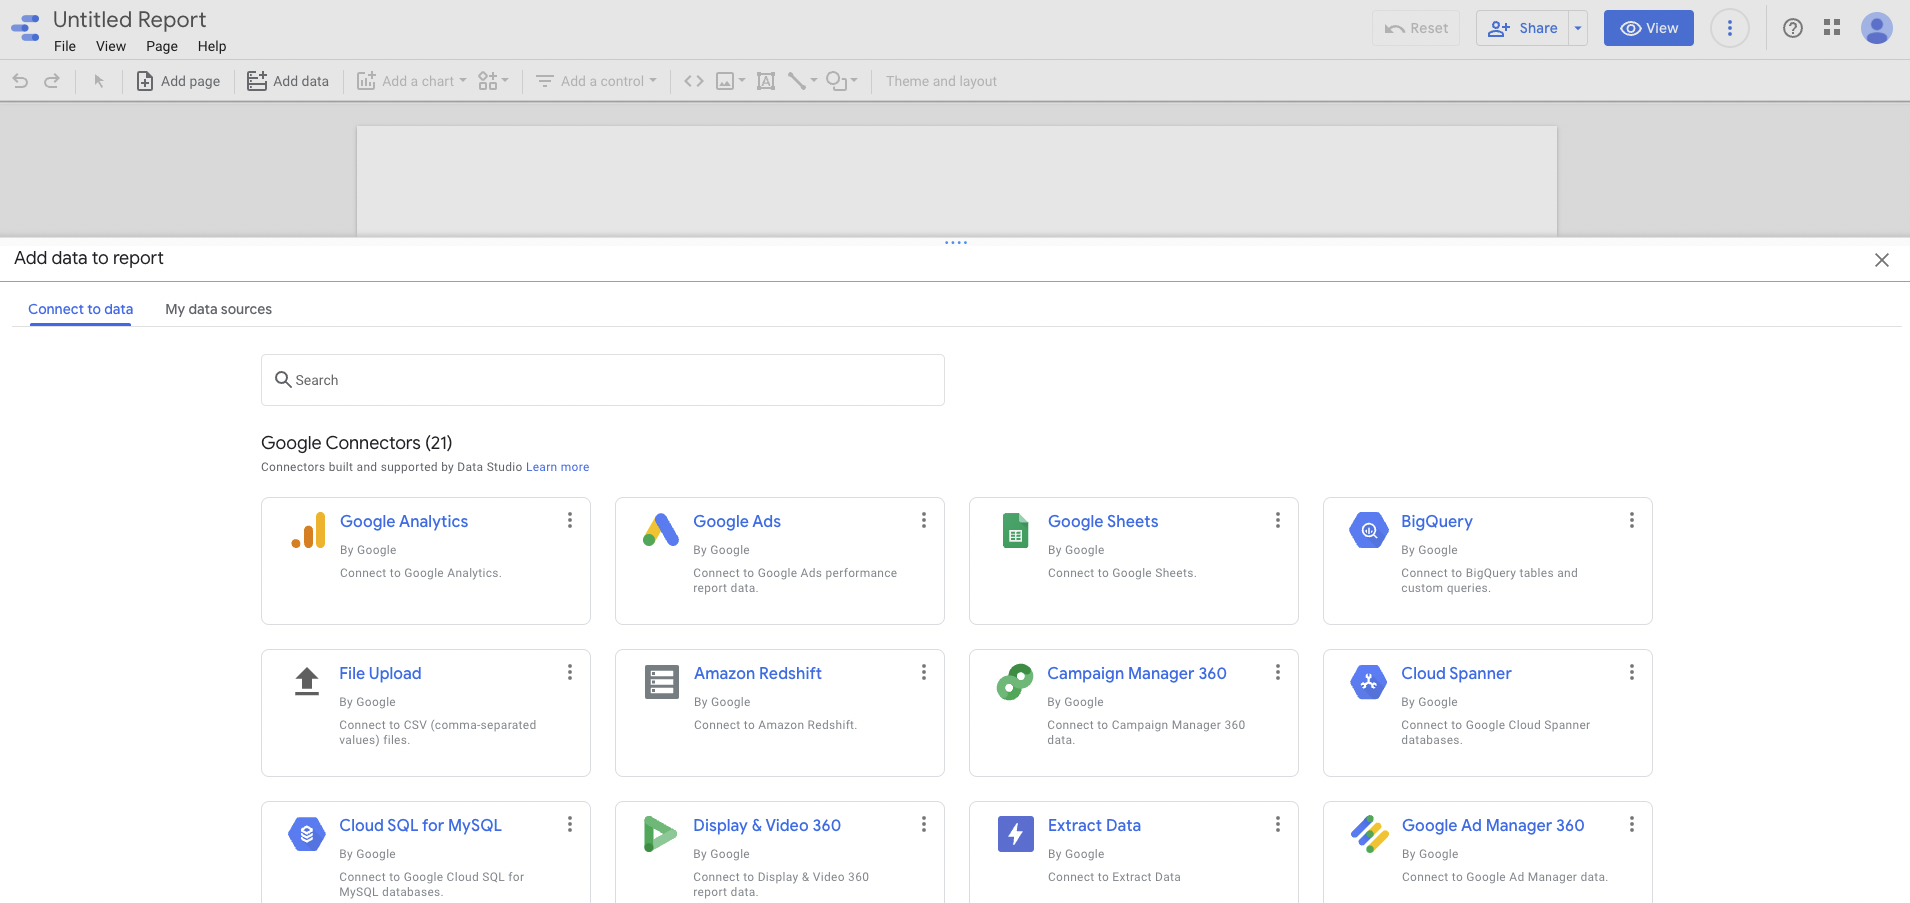 Untitled Report
File View Page Help
Reset Share View
Add page Add data Add a chart Add a control Theme and layout
Add data to report
Connect to data My data sources
Search
Google Connectors (21)
Connectors built and supported by Data Studio Learn more
Google Analytics
By Google
Connect to Google Analytics.
Google Ads
By Google
Connect to Google Ads performance
report data.
Google Sheets
By Google
Connect to Google Sheets.
BigQuery
By Google
Connect to BigQuery tables and
custom queries.
File Upload
By Google
Connect to CSV (comma-separated
values) files.
Amazon Redshift
By Google
Connect to Amazon Redshift.
Campaign Manager 360
By Google
Connect to Campaign Manager 360
data.
Cloud Spanner
By Google
Connect to Google Cloud Spanner
databases.
Cloud SQL for MySQL
By Google
Connect to Google Cloud SQL for
MySQL databases.
Display & Video 360
By Google
Connect to Display & Video 360
report data.
Extract Data
By Google
Connect to Extract Data
Google Ad Manager 360
By Google
Connect to Google Ad Manager data.